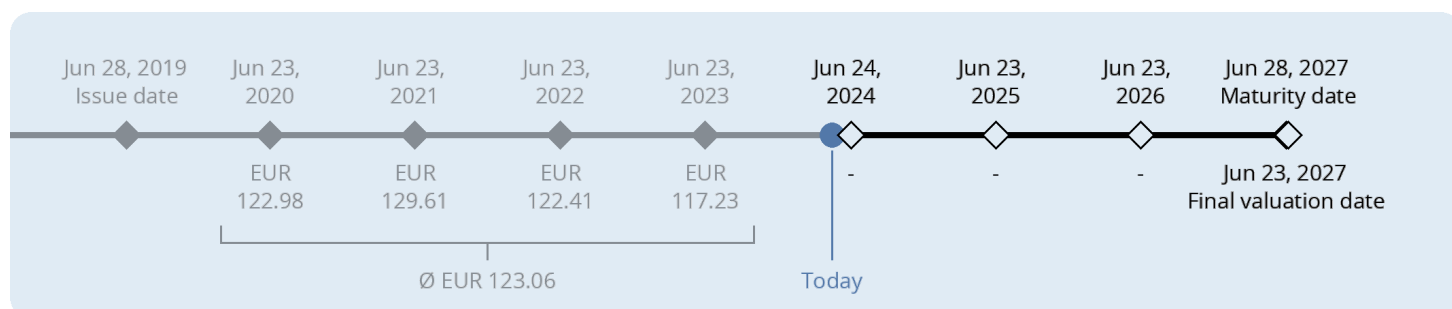 Jun 28, 2019
Issue date
Jun 23,
2020
Jun 23,
2021
Jun 23,
2022
Jun 23,
2023
Jun 24,
2024
Jun 23,
2025
Jun 23,
2026
Jun 28, 2027
Maturity date
EUR
122.98
EUR
129.61
EUR
122.41
EUR
117.23
-
-
-
Jun 23, 2027
Final valuation date
Ø EUR 123.06
Today